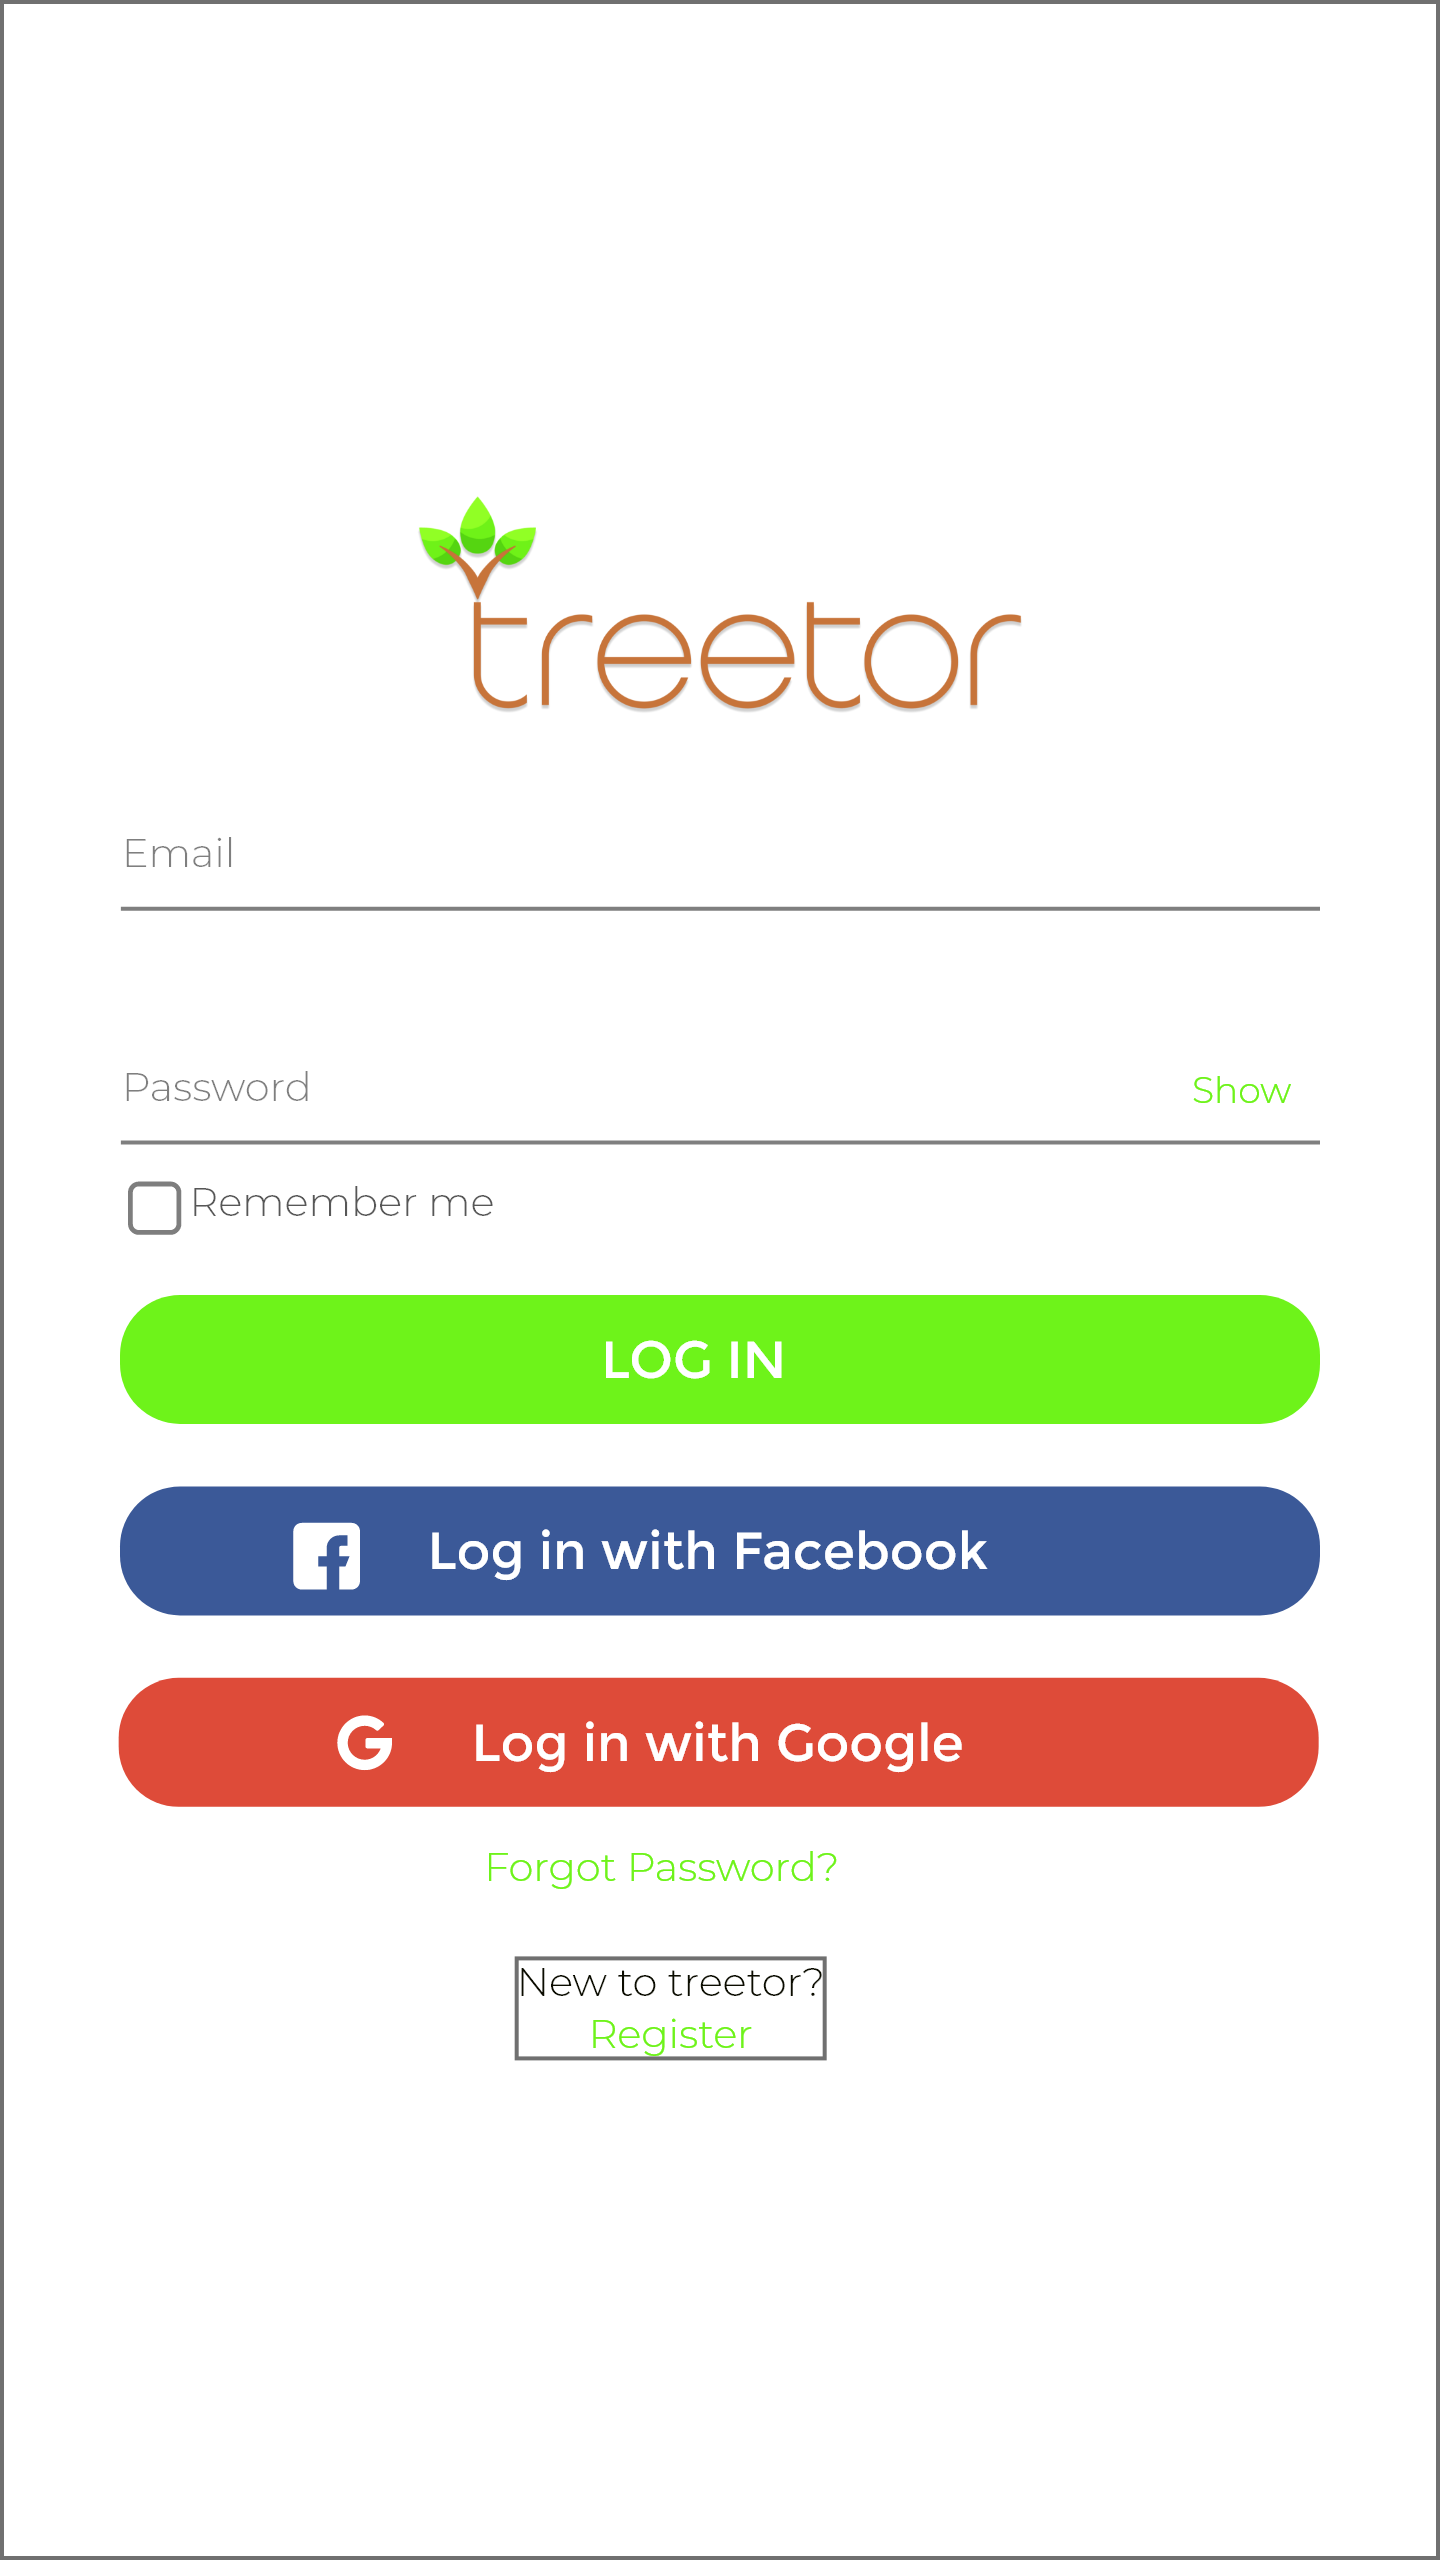 treetor
Email
Password
Show
Remember me
LOG IN
Log in with Facebook
Log in with Google
Forgot Password?
New to treetor?
Register